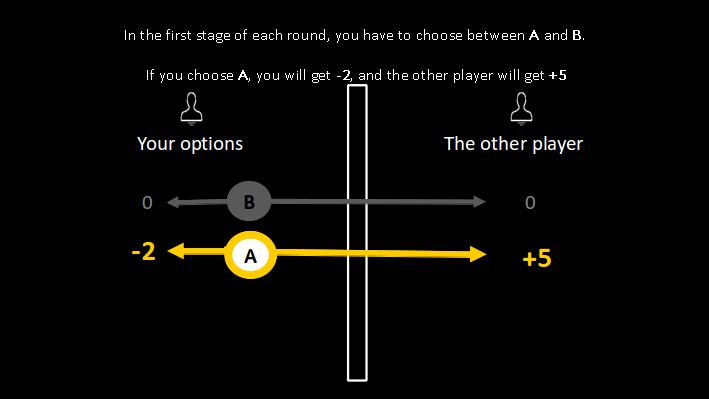 In the first stage of each round, you have to choose between A and B.
If you choose A, you will get -2, and the other player will get +5
Your options
The other player
0
B
0
-2
A
+5